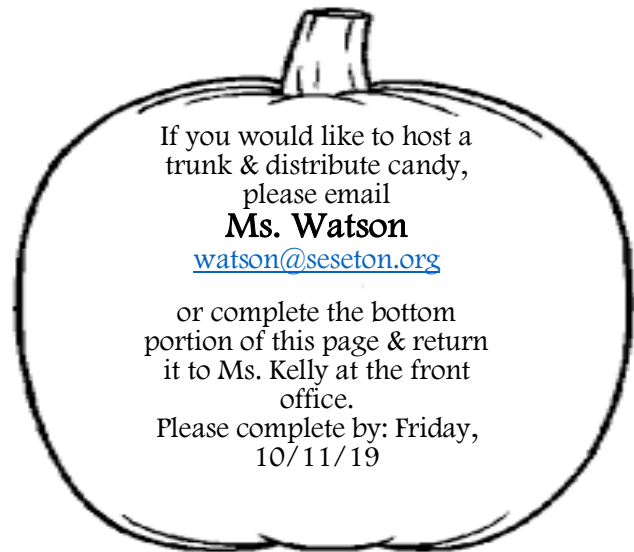 If you would like to host a
trunk & distribute candy,
please email
Ms. Watson
watson@seseton.org
or complete the bottom
portion of this page & return
it to Ms. Kelly at the front
office.
Please complete by: Friday,
10/11/19